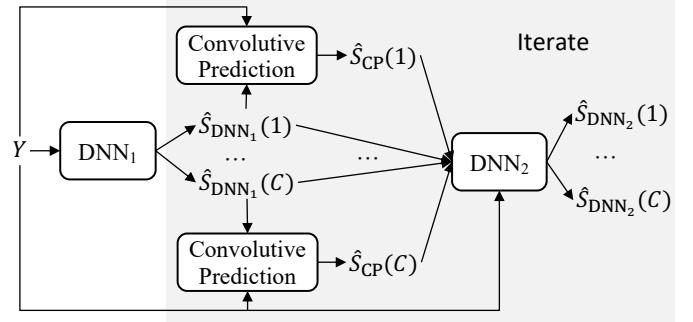 Convolutive
Prediction
Ŝ_CP(1)
Iterate
Ŝ_DNN₁(1)
Ŝ_DNN₂(1)
Y
DNN₁
...
...
DNN₂
...
Ŝ_DNN₁(C)
Ŝ_DNN₂(C)
Convolutive
Prediction
Ŝ_CP(C)